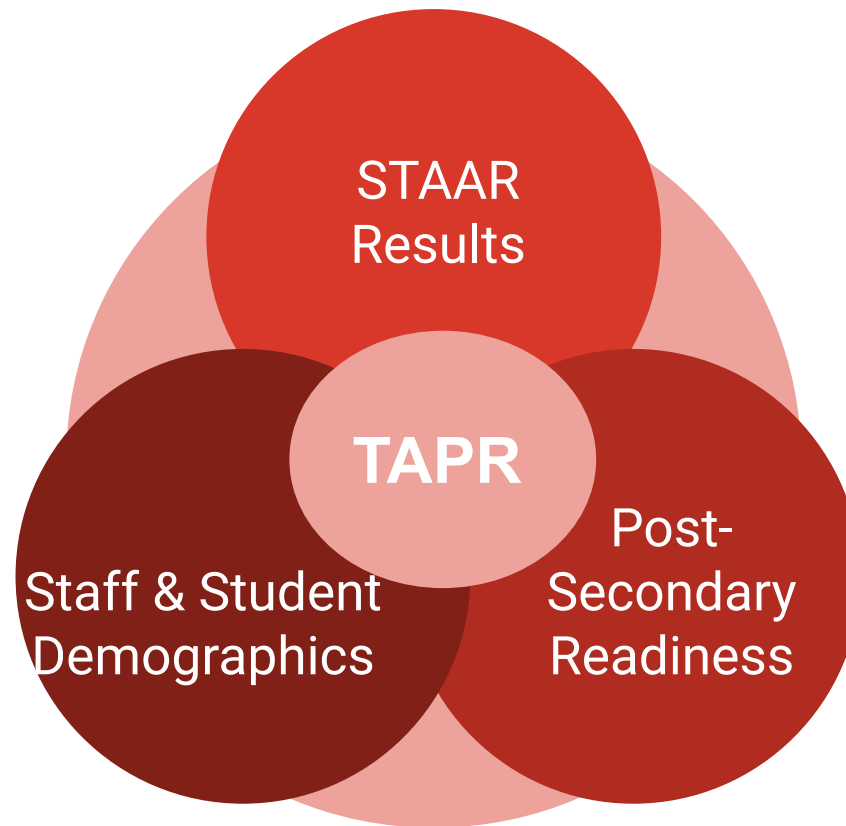 STAAR
Results
TAPR
Staff & Student
Demographics
Post-
Secondary
Readiness